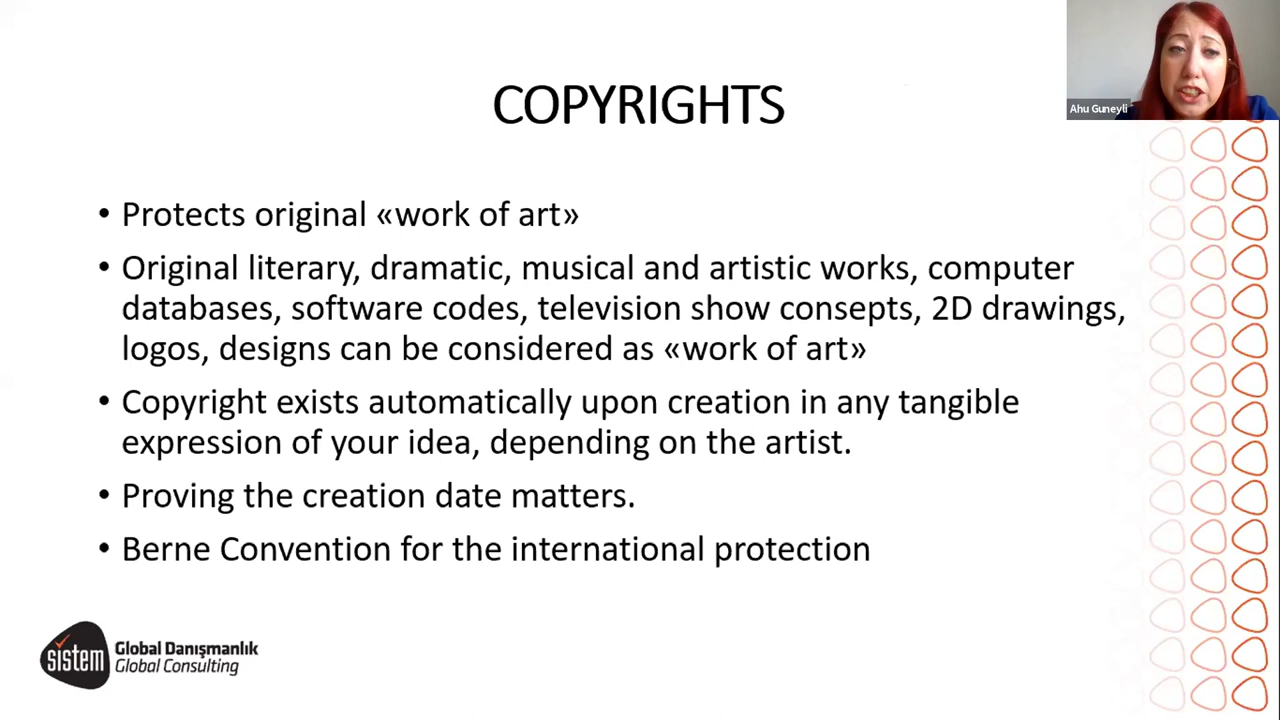 COPYRIGHTS
Ahu Guneyli
• Protects original «work of art»
• Original literary, dramatic, musical and artistic works, computer
databases, software codes, television show consepts, 2D drawings,
logos, designs can be considered as «work of art»
• Copyright exists automatically upon creation in any tangible
expression of your idea, depending on the artist.
• Proving the creation date matters.
• Berne Convention for the international protection
sistem
Global Danışmanlık
Global Consulting